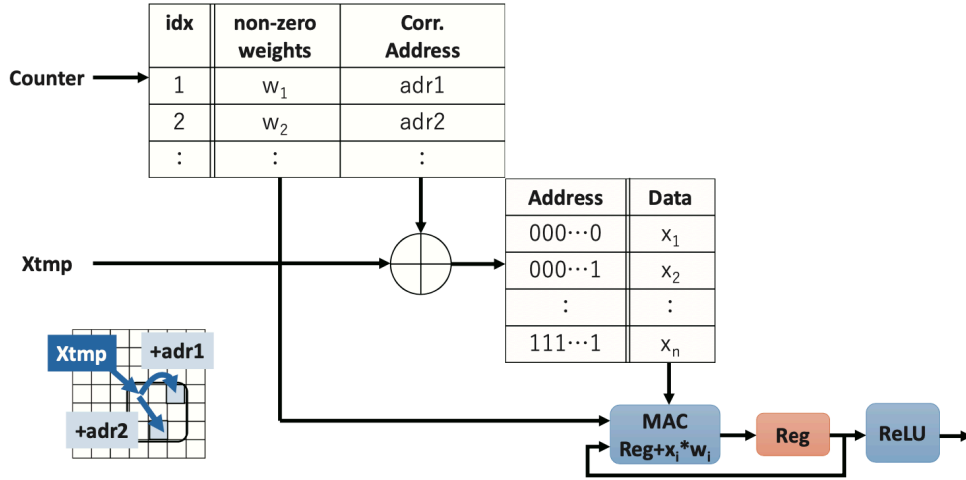 idx non-zero weights Corr. Address
Counter
1 w₁ adr1
2 w₂ adr2
: : :
Address Data
000⋯0 x₁
Xtmp
000⋯1 x₂
: :
111⋯1 xₙ
Xtmp
+adr1
+adr2
MAC
Reg+xᵢ*wᵢ
Reg
ReLU